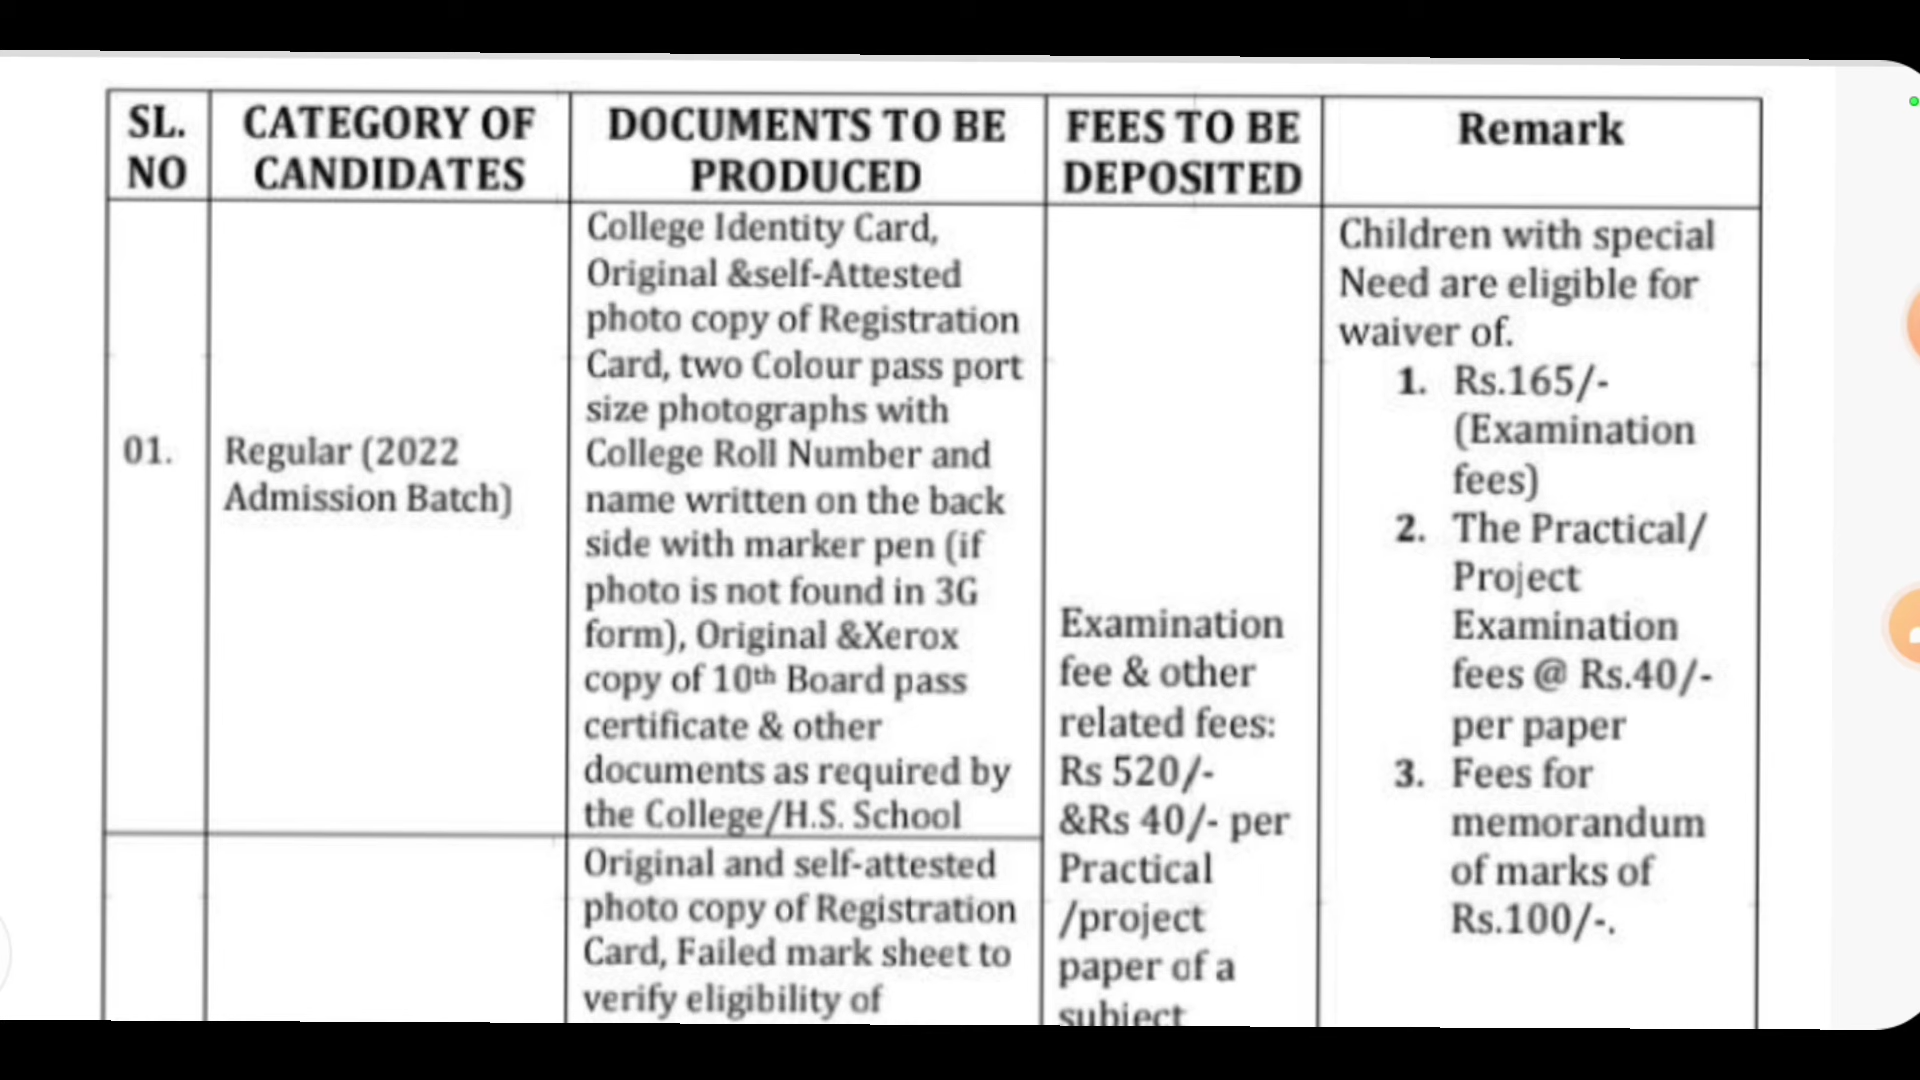 SL. NO
CATEGORY OF CANDIDATES
DOCUMENTS TO BE PRODUCED
FEES TO BE DEPOSITED
Remark
01.
Regular (2022
Admission Batch)
College Identity Card,
Original &self-Attested
photo copy of Registration
Card, two Colour pass port
size photographs with
College Roll Number and
name written on the back
side with marker pen (if
photo is not found in 3G
form), Original &Xerox
copy of 10th Board pass
certificate & other
documents as required by
the College/H.S. School
Original and self-attested
photo copy of Registration
Card, Failed mark sheet to
verify eligibility of
Examination
fee & other
related fees:
Rs 520/-
&Rs 40/- per
Practical
/project
paper of a
subject
Children with special
Need are eligible for
waiver of.
1. Rs.165/-
(Examination
fees)
2. The Practical/
Project
Examination
fees @ Rs.40/-
per paper
3. Fees for
memorandum
of marks of
Rs.100/-.